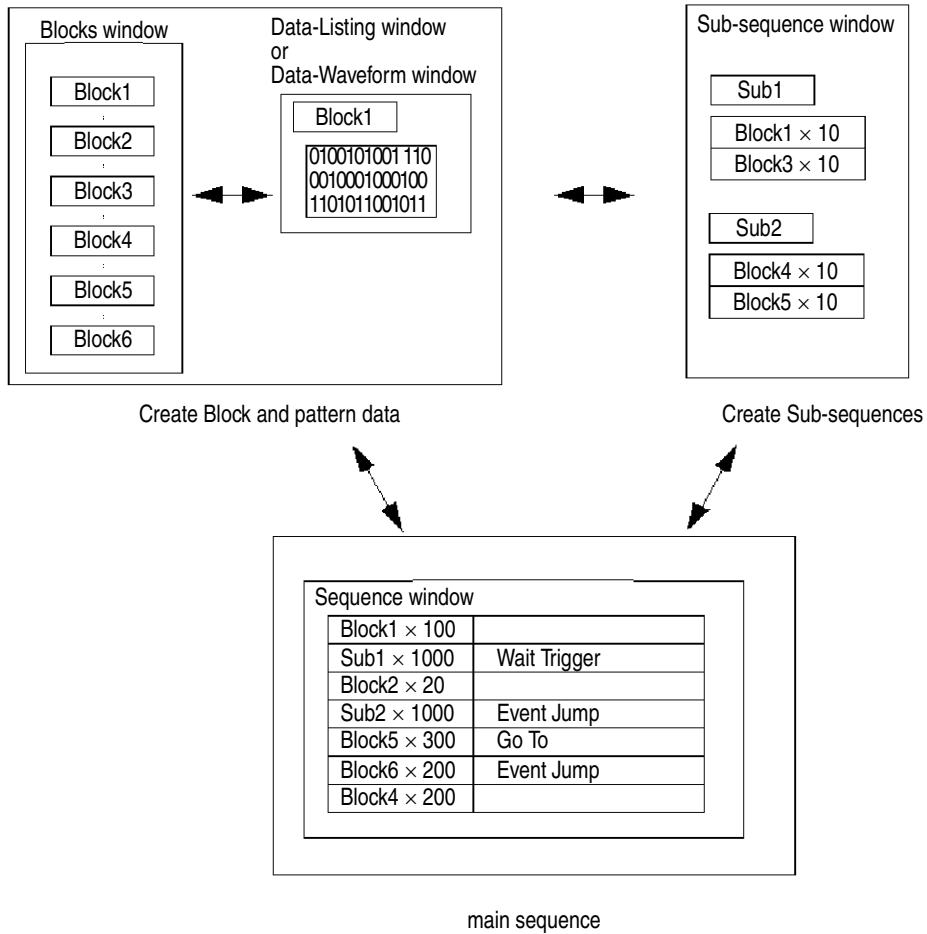 Blocks window
Block1
Block2
Block3
Block4
Block5
Block6
Data-Listing window
or
Data-Waveform window
Block1
0100101001 110
0010001000100
1101011001011
Create Block and pattern data
Sub-sequence window
Sub1
Block1 × 10
Block3 × 10
Sub2
Block4 × 10
Block5 × 10
Create Sub-sequences
Sequence window
Block1 × 100
Sub1 × 1000 Wait Trigger
Block2 × 20
Sub2 × 1000 Event Jump
Block5 × 300 Go To
Block6 × 200 Event Jump
Block4 × 200
main sequence